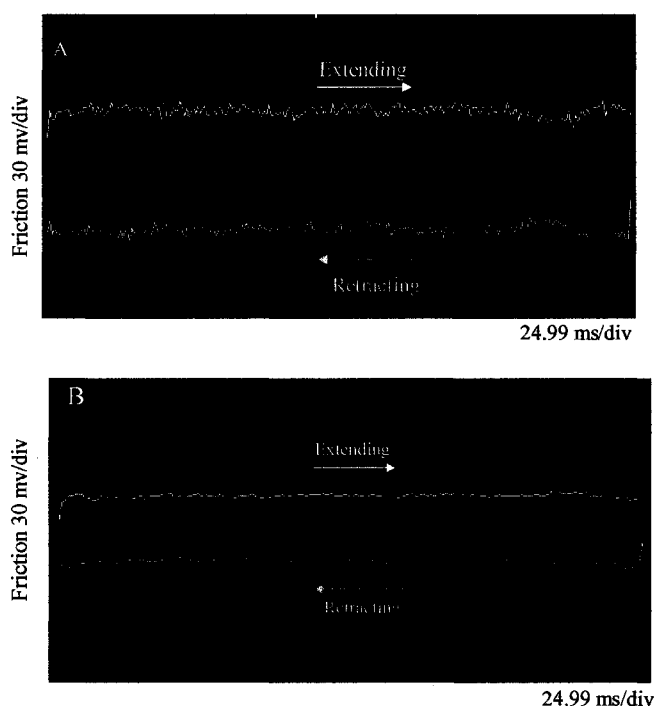 A
Extending
Friction 30 mv/div
Retracting
24.99 ms/div
B
Extending
Friction 30 mv/div
Retracting
24.99 ms/div